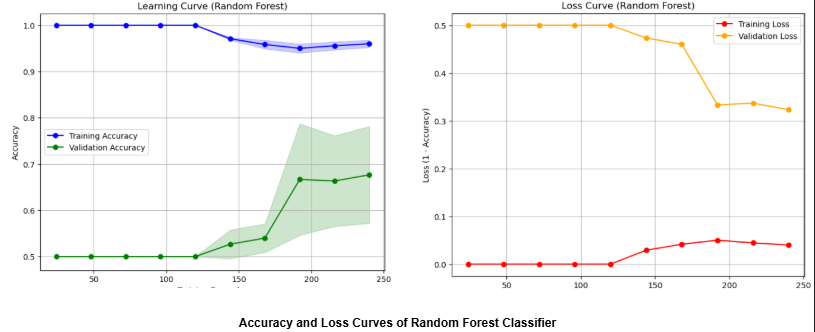 Learning Curve (Random Forest)
1.0
0.9
0.8
0.7
0.6
0.5
Accuracy
Training Accuracy
Validation Accuracy
50
100
150
200
250
Loss Curve (Random Forest)
0.5
0.4
0.3
0.2
0.1
0.0
Loss (1 - Accuracy)
Training Loss
Validation Loss
50
100
150
200
250
Accuracy and Loss Curves of Random Forest Classifier